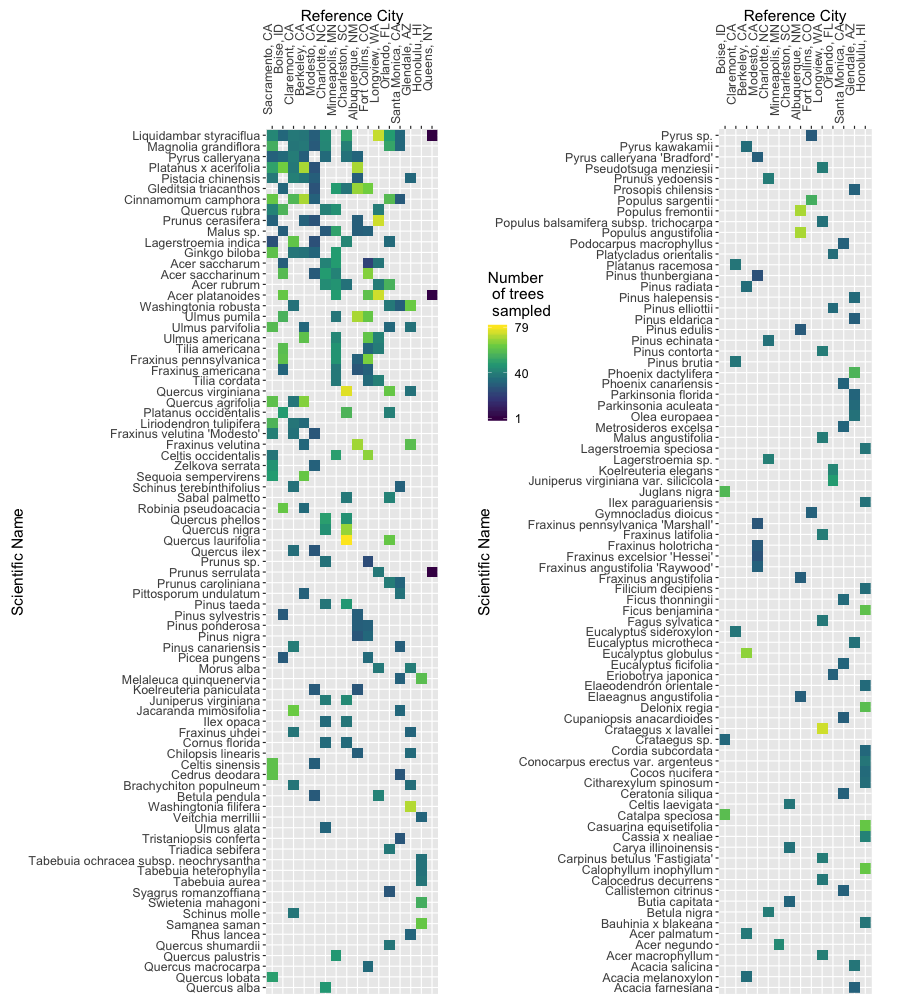 Reference City
Sacramento, CA
Boise, ID
Claremont, CA
Berkeley, CA
Modesto, CA
Charlotte, NC
Minneapolis, MN
Charleston, SC
Albuquerque, NM
Fort Collins, CO
Longview, WA
Orlando, FL
Santa Monica, CA
Glendale, AZ
Honolulu, HI
Queens, NY
Scientific Name
Liquidambar styraciflua
Magnolia grandiflora
Pyrus calleryana
Platanus x acerifolia
Pistacia chinensis
Gleditsia triacanthos
Cinnamomum camphora
Quercus rubra
Prunus cerasifera
Malus sp.
Lagerstroemia indica
Ginkgo biloba
Acer saccharum
Acer saccharinum
Acer rubrum
Acer platanoides
Washingtonia robusta
Ulmus pumila
Ulmus parvifolia
Ulmus americana
Tilia americana
Fraxinus pennsylvanica
Fraxinus americana
Tilia cordata
Quercus virginiana
Quercus agrifolia
Platanus occidentalis
Liriodendron tulipifera
Fraxinus velutina 'Modesto'
Fraxinus velutina
Celtis occidentalis
Zelkova serrata
Sequoia sempervirens
Schinus terebinthifolius
Sabal palmetto
Robinia pseudoacacia
Quercus phellos
Quercus nigra
Quercus laurifolia
Quercus ilex
Prunus sp.
Prunus serrulata
Prunus caroliniana
Pittosporum undulatum
Pinus taeda
Pinus sylvestris
Pinus ponderosa
Pinus nigra
Pinus canariensis
Picea pungens
Morus alba
Melaleuca quinquenervia
Koelreuteria paniculata
Juniperus virginiana
Jacaranda mimosifolia
Ilex opaca
Fraxinus uhdei
Cornus florida
Chilopsis linearis
Celtis sinensis
Cedrus deodara
Brachychiton populneum
Betula pendula
Washingtonia filifera
Veitchia merrillii
Ulmus alata
Tristaniopsis conferta
Triadica sebifera
Tabebuia ochracea subsp. neochrysantha
Tabebuia heterophylla
Tabebuia aurea
Syagrus romanzoffiana
Swietenia mahagoni
Schinus molle
Samanea saman
Rhus lancea
Quercus shumardii
Quercus palustris
Quercus macrocarpa
Quercus lobata
Quercus alba
Number
of trees
sampled
79
40
1
Reference City
Boise, ID
Claremont, CA
Berkeley, CA
Modesto, CA
Charlotte, NC
Minneapolis, MN
Charleston, SC
Albuquerque, NM
Fort Collins, CO
Longview, WA
Orlando, FL
Santa Monica, CA
Glendale, AZ
Honolulu, HI
Scientific Name
Pyrus sp.
Pyrus kawakamii
Pyrus calleryana 'Bradford'
Pseudotsuga menziesii
Prunus yedoensis
Prosopis chilensis
Populus sargentii
Populus fremontii
Populus balsamifera subsp. trichocarpa
Populus angustifolia
Podocarpus macrophyllus
Platycladus orientalis
Platanus racemosa
Pinus thunbergiana
Pinus radiata
Pinus halepensis
Pinus elliottii
Pinus eldarica
Pinus edulis
Pinus echinata
Pinus contorta
Pinus brutia
Phoenix dactylifera
Phoenix canariensis
Parkinsonia florida
Parkinsonia aculeata
Olea europaea
Metrosideros excelsa
Malus angustifolia
Lagerstroemia speciosa
Lagerstroemia sp.
Koelreuteria elegans
Juniperus virginiana var. silicicola
Juglans nigra
Ilex paraguariensis
Gymnocladus dioicus
Fraxinus pennsylvanica 'Marshall'
Fraxinus latifolia
Fraxinus holotricha
Fraxinus excelsior 'Hessei'
Fraxinus angustifolia 'Raywood'
Fraxinus angustifolia
Filicium decipiens
Ficus thonningii
Ficus benjamina
Fagus sylvatica
Eucalyptus sideroxylon
Eucalyptus microtheca
Eucalyptus globulus
Eucalyptus ficifolia
Eriobotrya japonica
Elaeodendron orientale
Elaeagnus angustifolia
Delonix regia
Cupaniopsis anacardioides
Crataegus x lavallei
Crataegus sp.
Cordia subcordata
Conocarpus erectus var. argenteus
Cocos nucifera
Citharexylum spinosum
Ceratonia siliqua
Celtis laevigata
Catalpa speciosa
Casuarina equisetifolia
Cassia x nealiae
Carya illinoinensis
Carpinus betulus 'Fastigiata'
Calophyllum inophyllum
Calocedrus decurrens
Callistemon citrinus
Butia capitata
Betula nigra
Bauhinia x blakeana
Acer palmatum
Acer negundo
Acer macrophyllum
Acacia salicina
Acacia melanoxylon
Acacia farnesiana